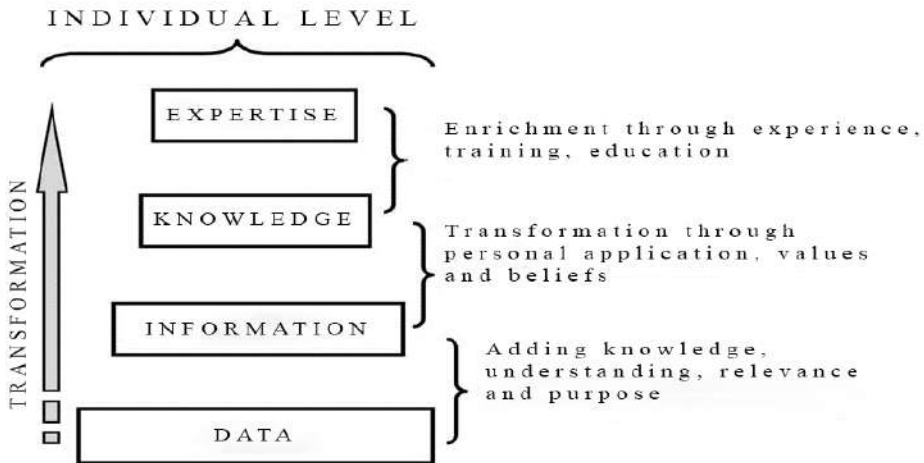 INDIVIDUAL LEVEL
EXPERTISE
Enrichment through experience,
training, education
KNOWLEDGE
Transformation through
personal application, values
and beliefs
INFORMATION
Adding knowledge,
understanding, relevance
and purpose
DATA
TRANSFORMATION